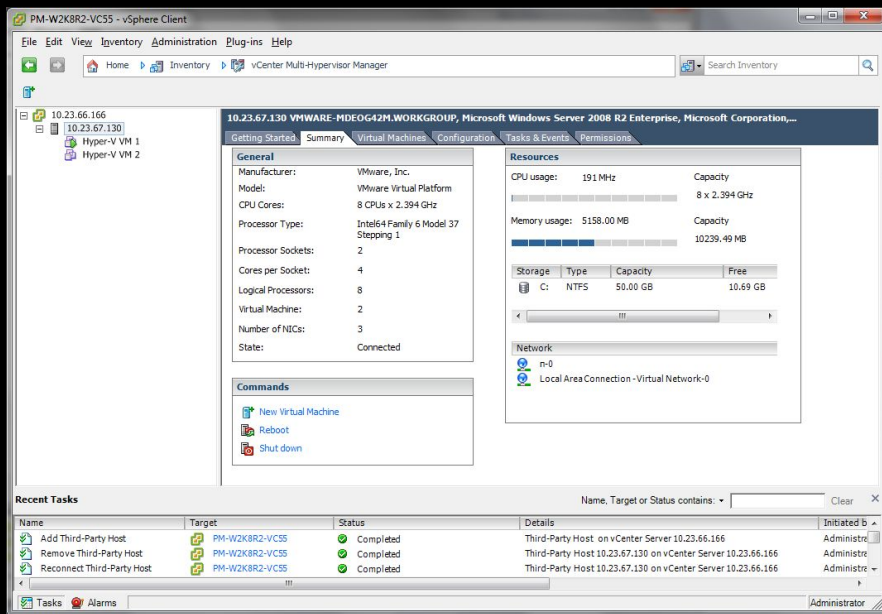 PM-W2K8R2-VC55 - vSphere Client
File Edit View Inventory Administration Plug-ins Help
Home Inventory vCenter Multi-Hypervisor Manager Search Inventory
10.23.66.166
10.23.67.130
Hyper-V VM 1
Hyper-V VM 2
10.23.67.130 VMWARE-MDEOG42M.WORKGROUP, Microsoft Windows Server 2008 R2 Enterprise, Microsoft Corporation,...
Getting Started Summary Virtual Machines Configuration Tasks & Events Permissions
General
Manufacturer: VMware, Inc.
Model: VMware Virtual Platform
CPU Cores: 8 CPUs x 2.394 GHz
Processor Type: Intel64 Family 6 Model 37
Stepping 1
Processor Sockets: 2
Cores per Socket: 4
Logical Processors: 8
Virtual Machine: 2
Number of NICs: 3
State: Connected
Commands
New Virtual Machine
Reboot
Shut down
Resources
CPU usage: 191 MHz Capacity
8 x 2.394 GHz
Memory usage: 5158.00 MB Capacity
10239.49 MB
Storage Type Capacity Free
C: NTFS 50.00 GB 10.69 GB
Network
n-0
Local Area Connection - Virtual Network-0
Recent Tasks Name, Target or Status contains: Clear
Name Target Status Details Initiated b
Add Third-Party Host PM-W2K8R2-VC55 Completed Third-Party Host on vCenter Server 10.23.66.166 Administra
Remove Third-Party Host PM-W2K8R2-VC55 Completed Third-Party Host 10.23.67.130 on vCenter Server 10.23.66.166 Administra
Reconnect Third-Party Host PM-W2K8R2-VC55 Completed Third-Party Host 10.23.67.130 on vCenter Server 10.23.66.166 Administra
Tasks Alarms Administrator